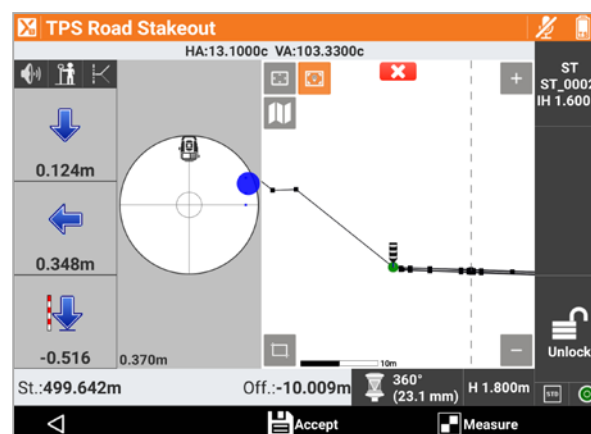 TPS Road Stakeout
HA:13.1000c VA:103.3300c
ST
ST_0002
IH 1.600
0.124m
0.348m
-0.516
0.370m
10m
Unlock
St.:499.642m
Off.:-10.009m
360°
(23.1 mm)
H 1.800m
STD
Accept
Measure